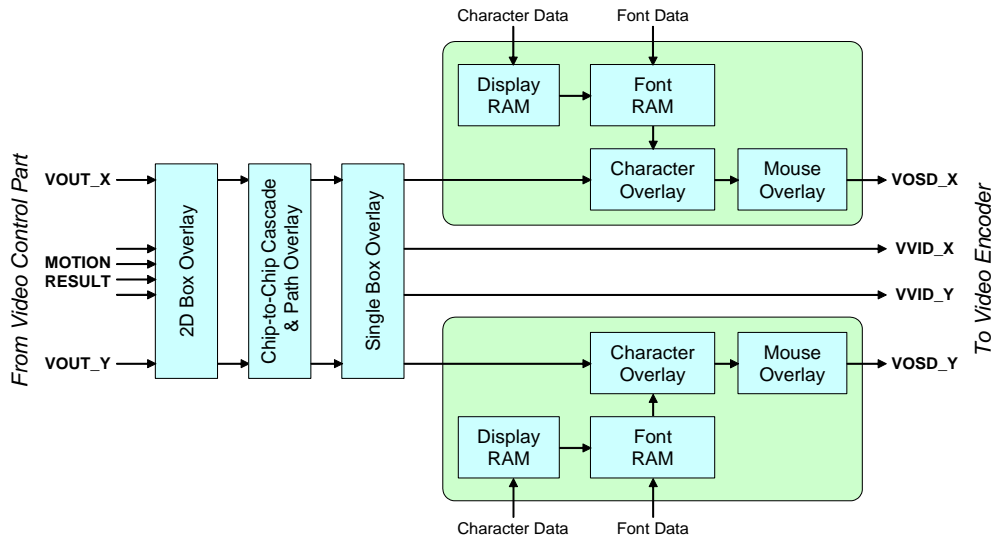 Character Data
Font Data
Display
RAM
Font
RAM
Character
Overlay
Mouse
Overlay
From Video Control Part
VOUT_X
MOTION
RESULT
VOUT_Y
2D Box Overlay
Chip-to-Chip Cascade
& Path Overlay
Single Box Overlay
VOSD_X
VVID_X
VVID_Y
VOSD_Y
To Video Encoder
Character
Overlay
Mouse
Overlay
Display
RAM
Font
RAM
Character Data
Font Data